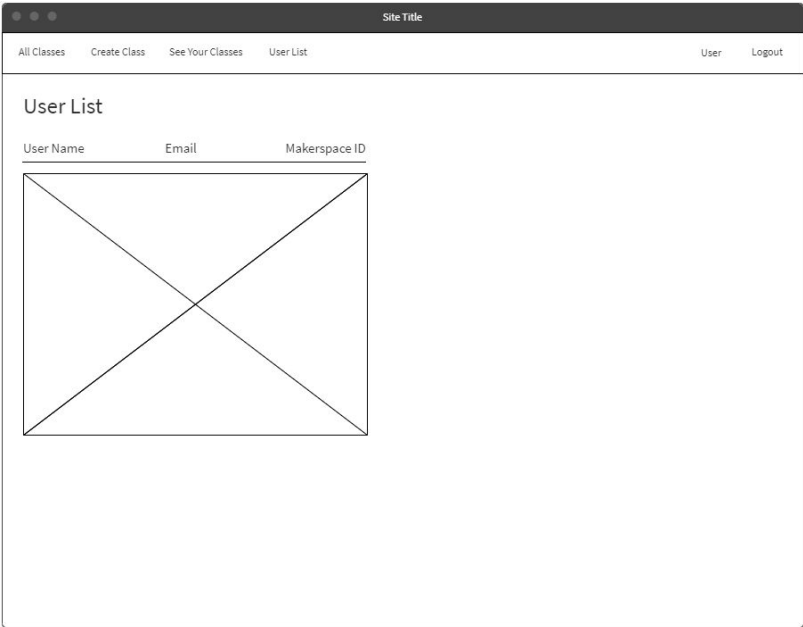 Site Title
All Classes Create Class See Your Classes User List User Logout
User List
User Name Email Makerspace ID